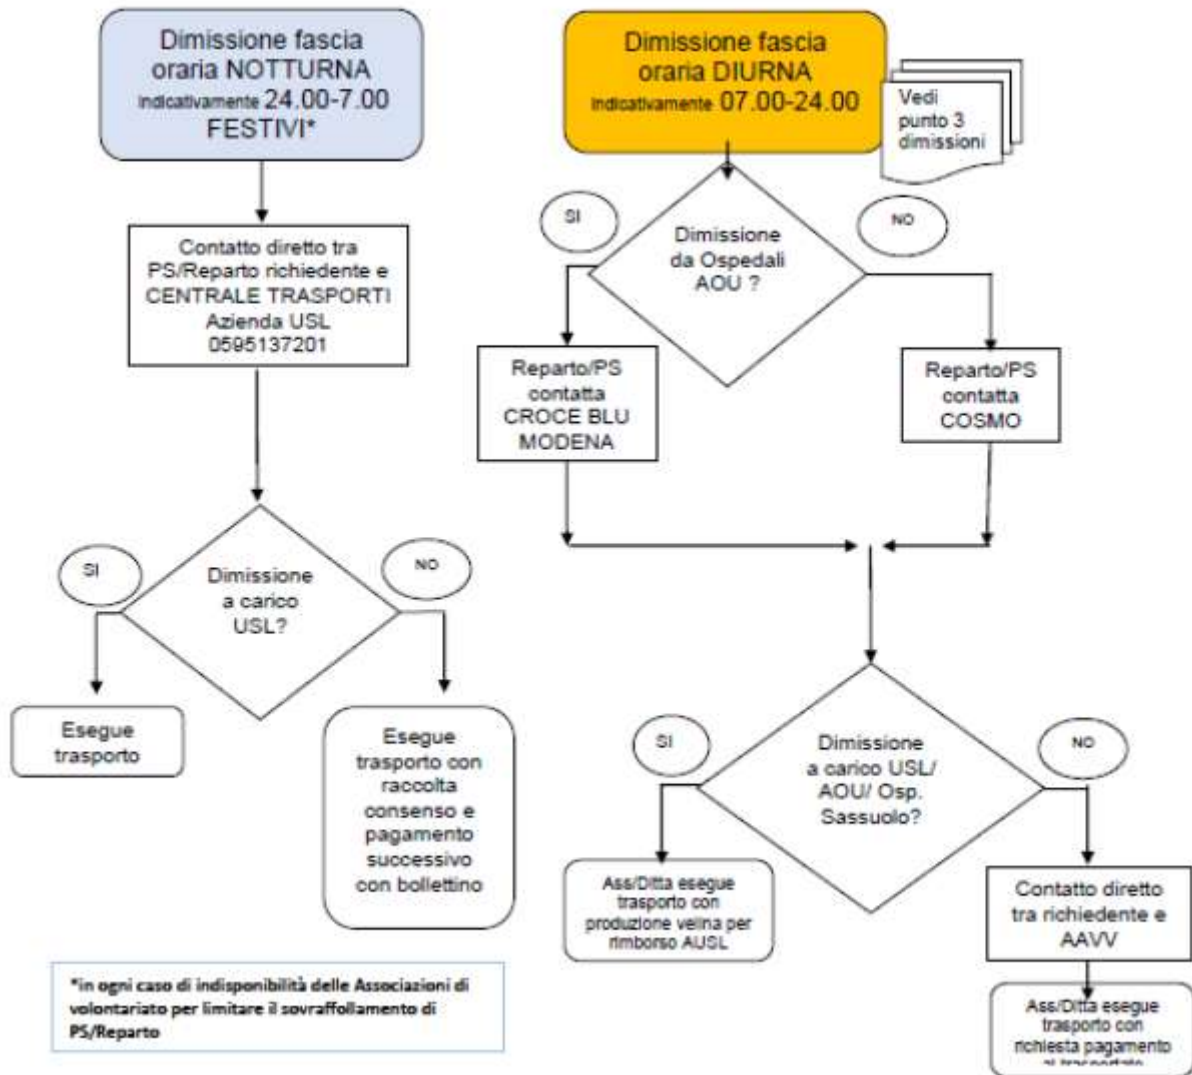 Dimissione fascia
oraria NOTTURNA
Indicativamente 24.00-7.00
FESTIVI*
Contatto diretto tra
PS/Reparto richiedente e
CENTRALE TRASPORTI
Azienda USL
0595137201
SI
NO
Dimissione
a carico
USL?
Esegue
trasporto
Esegue
trasporto con
raccolta
consenso e
pagamento
successivo
con bollettino
*in ogni caso di indisponibilità delle Associazioni di
volontariato per limitare il sovraffollamento di
PS/Reparto
Dimissione fascia
oraria DIURNA
Indicativamente 07.00-24.00
Vedi
punto 3
dimissioni
SI
NO
Dimissione
da Ospedali
AOU ?
Reparto/PS
contatta
CROCE BLU
MODENA
Reparto/PS
contatta
COSMO
SI
NO
Dimissione
a carico USL/
AOU/ Osp.
Sassuolo?
Ass/Ditta esegue
trasporto con
produzione velina per
rimborso AUSL
Contatto diretto
tra richiedente e
AAVV
Ass/Ditta esegue
trasporto con
richiesta pagamento
al trasportato